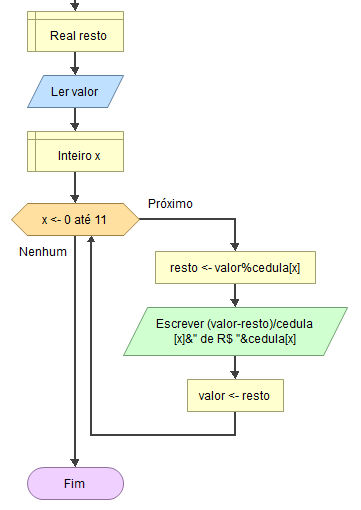 Real resto
Ler valor
Inteiro x
x <- 0 até 11
Próximo
Nenhum
resto <- valor%cedula[x]
Escrever (valor-resto)/cedula
[x]&" de R$ "&cedula[x]
valor <- resto
Fim